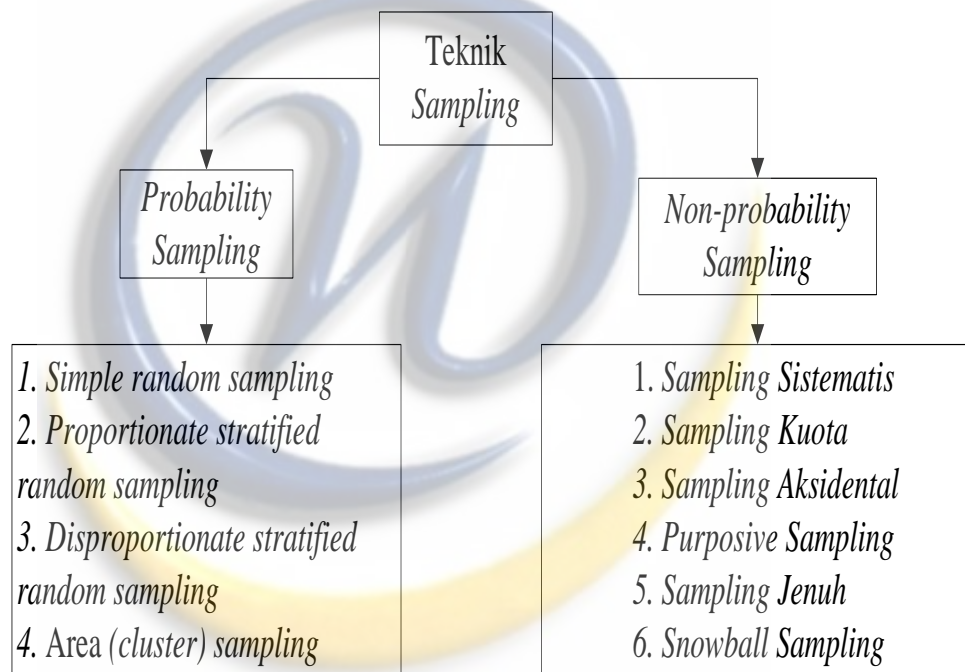 Teknik
Sampling
Probability
Sampling
Non-probability
Sampling
1. Simple random sampling
2. Proportionate stratified
random sampling
3. Disproportionate stratified
random sampling
4. Area (cluster) sampling
1. Sampling Sistematis
2. Sampling Kuota
3. Sampling Aksidental
4. Purposive Sampling
5. Sampling Jenuh
6. Snowball Sampling